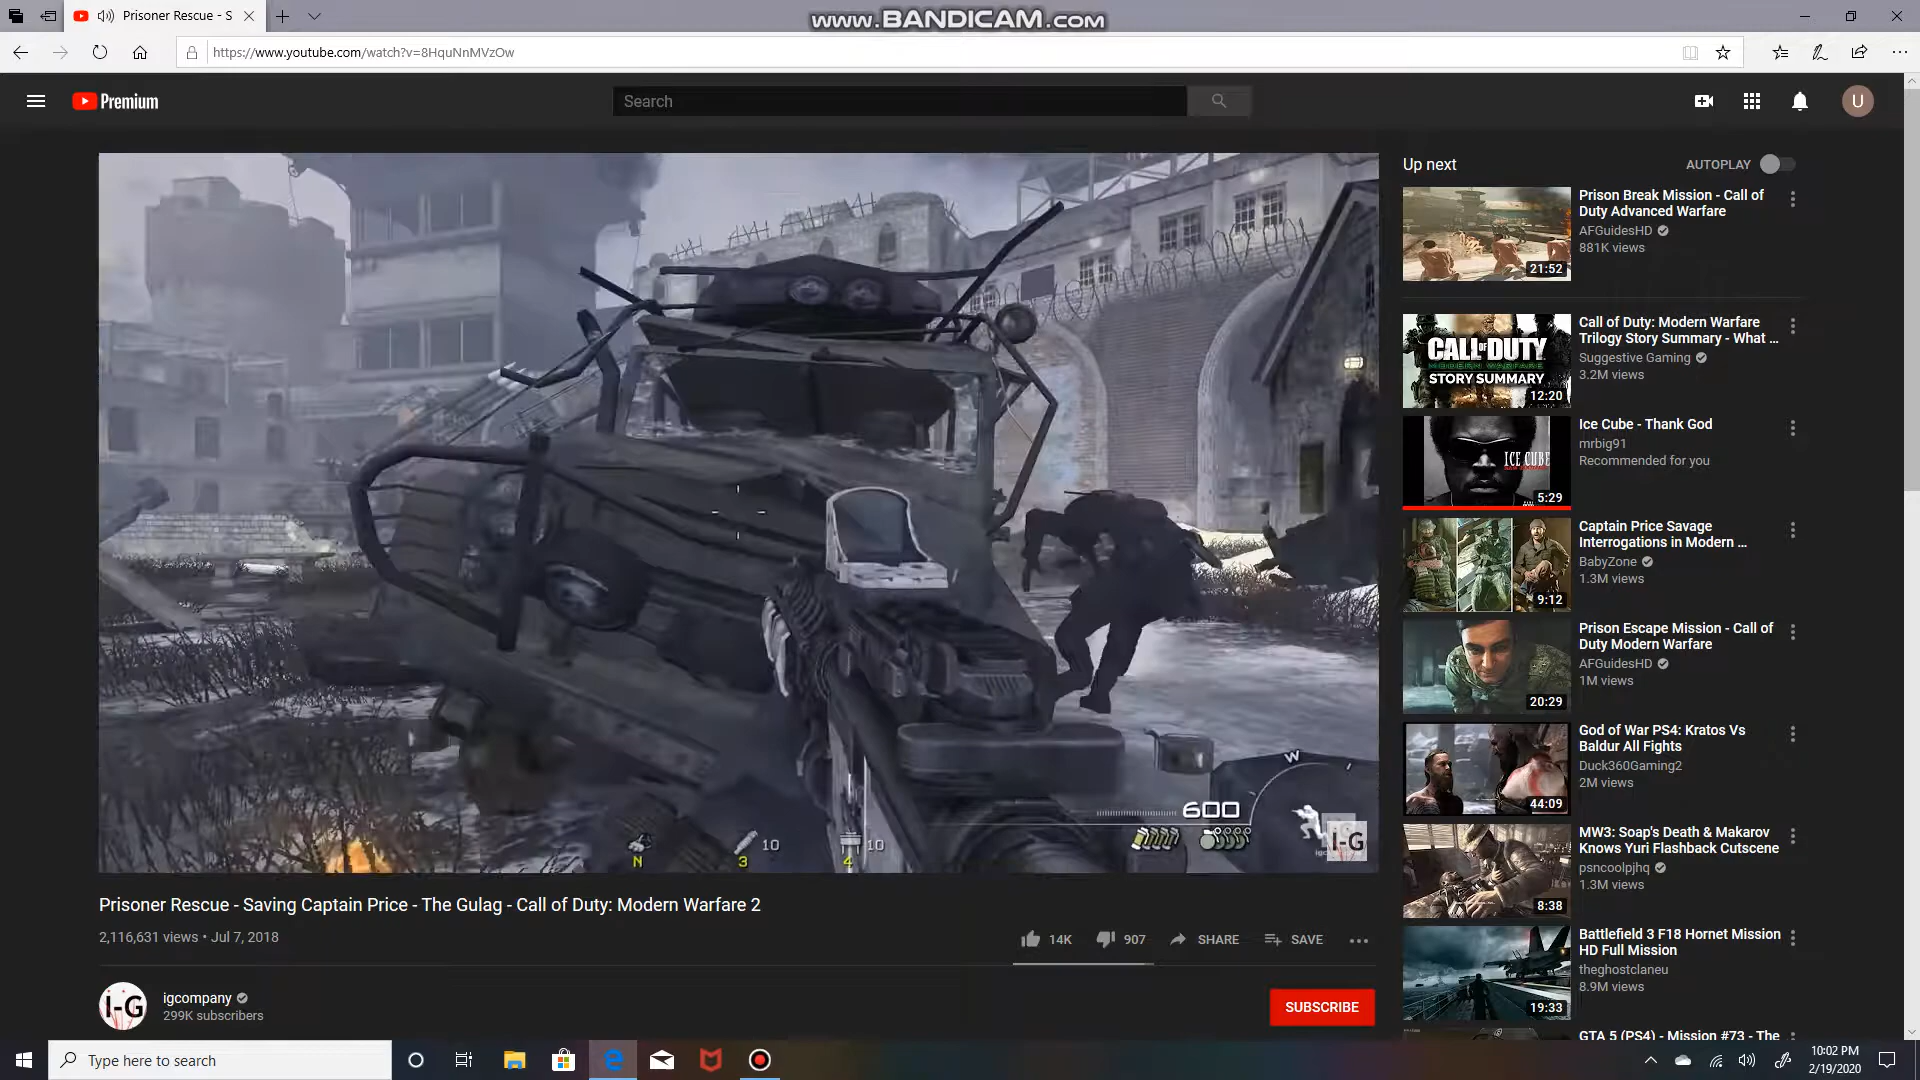 Prisoner Rescue - S
www.BANDICAM.com
https://www.youtube.com/watch?v=8HquNnMVzOw
Premium
Search
U
W
600
N
3
10
4
10
I-G
Prisoner Rescue - Saving Captain Price - The Gulag - Call of Duty: Modern Warfare 2
2,116,631 views • Jul 7, 2018
14K
907
SHARE
SAVE
I-G
igcompany
299K subscribers
SUBSCRIBE
Up next
AUTOPLAY
21:52
Prison Break Mission - Call of
Duty Advanced Warfare
AFGuidesHD
881K views
CALL OF DUTY
MODERN WARFARE
STORY SUMMARY
12:20
Call of Duty: Modern Warfare
Trilogy Story Summary - What ...
Suggestive Gaming
3.2M views
ICE CUBE
5:29
Ice Cube - Thank God
mrbig91
Recommended for you
9:12
Captain Price Savage
Interrogations in Modern ...
BabyZone
1.3M views
20:29
Prison Escape Mission - Call of
Duty Modern Warfare
AFGuidesHD
1M views
44:09
God of War PS4: Kratos Vs
Baldur All Fights
Duck360Gaming2
2M views
8:38
MW3: Soap's Death & Makarov
Knows Yuri Flashback Cutscene
psncoolpjhq
1.3M views
19:33
Battlefield 3 F18 Hornet Mission
HD Full Mission
theghostclaneu
8.9M views
GTA 5 (PS4) - Mission #73 - The
Type here to search
10:02 PM
2/19/2020